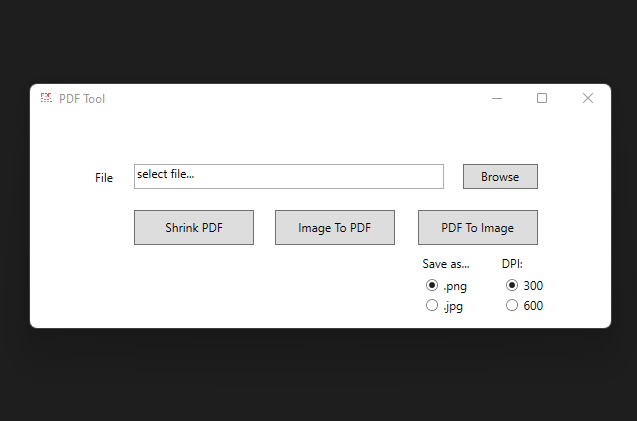 PDF Tool
File select file... Browse
Shrink PDF Image To PDF PDF To Image
Save as... DPI:
.png 300
.jpg 600